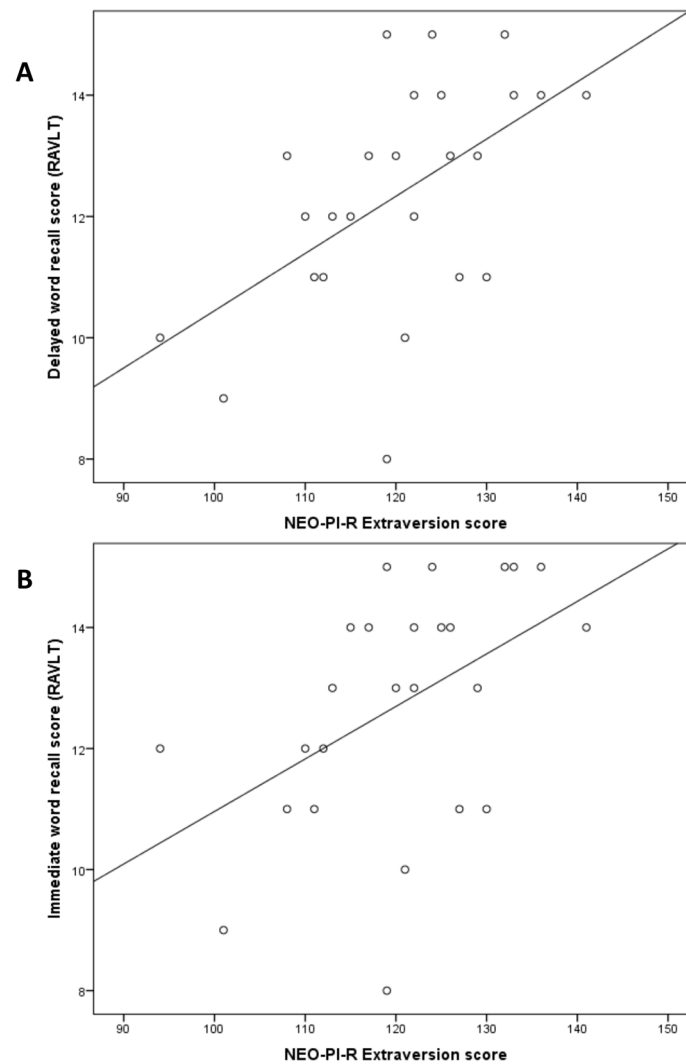 A
Delayed word recall score (RAVLT)
14
12
10
8
90 100 110 120 130 140 150
NEO-PI-R Extraversion score
B
Immediate word recall score (RAVLT)
14
12
10
8
90 100 110 120 130 140 150
NEO-PI-R Extraversion score